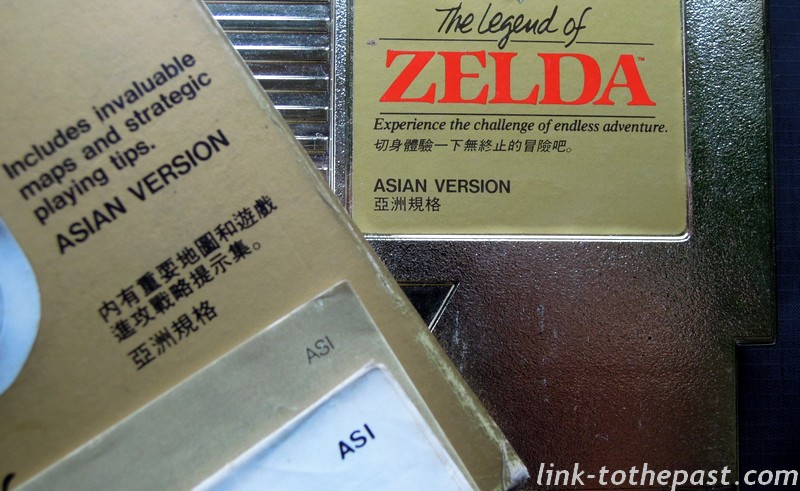 The Legend of
ZELDA™
Experience the challenge of endless adventure.
切身體驗一下無終止的冒險吧。
ASIAN VERSION
亞洲規格
Includes invaluable
maps and strategic
playing tips.
ASIAN VERSION
內有重要地圖和遊戲
進攻戰略提示集。
亞洲規格
ASI
ASI
link-tothepast.com